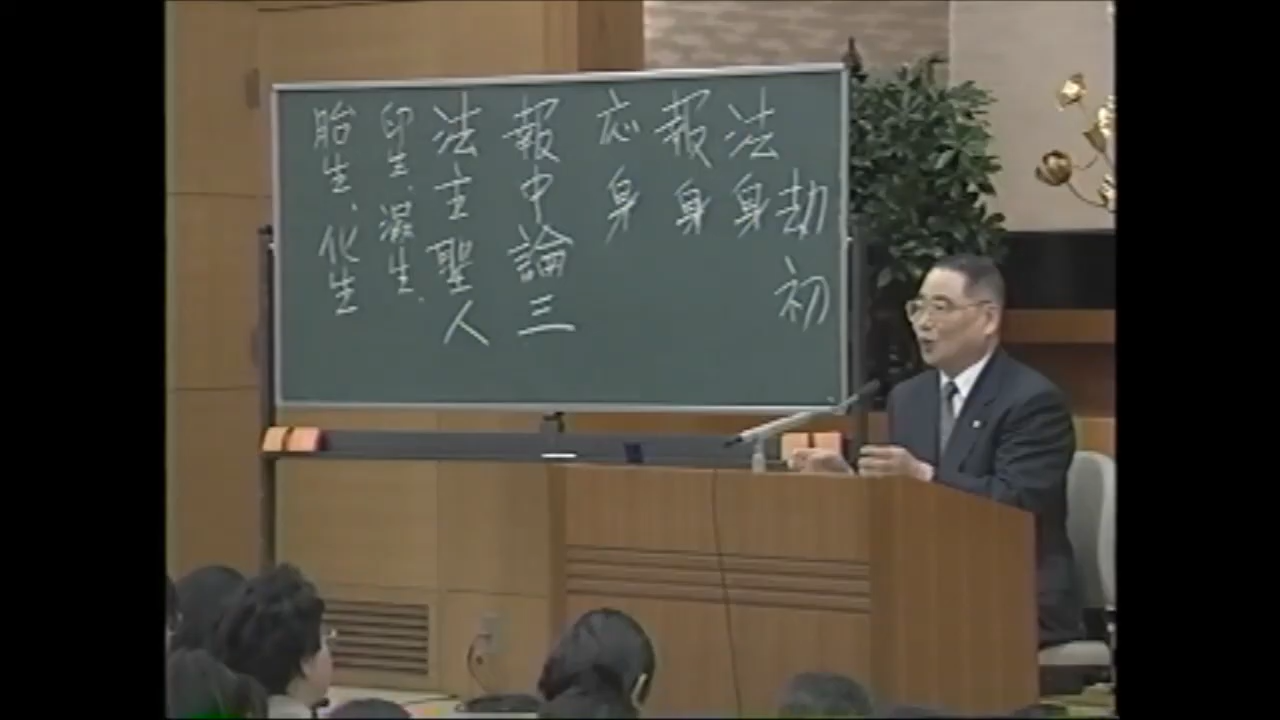 劫初
法身
報身
応身
報中論三
法主聖人
印生、湿生、
胎生、化生